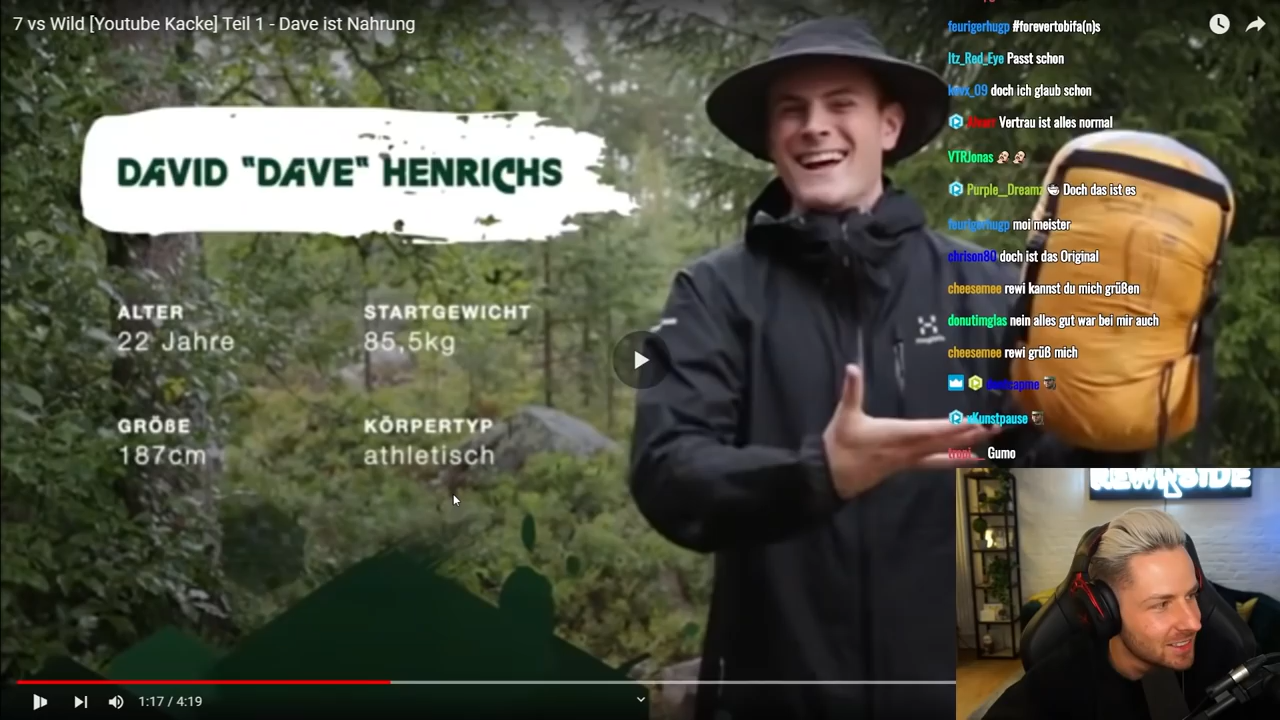 7 vs Wild [Youtube Kacke] Teil 1 - Dave ist Nahrung
DAVID "DAVE" HENRICHS
ALTER
22 Jahre
STARTGEWICHT
85,5kg
GRÖßE
187cm
KÖRPERTYP
athletisch
1:17 / 4:19
feurigerhugp #forevertobifa(n)s
Itz_Red_Eye Passt schon
doch ich glaub schon
Vertrau ist alles normal
VTRJonas
Purple__Dreamz Doch das ist es
feurigerhugp moi meister
chrison80 doch ist das Original
cheesemee rewi kannst du mich grüßen
donutimglas nein alles gut war bei mir auch
cheesemee rewi grüß mich
xKunstpause
Gumo
REWINSIDE